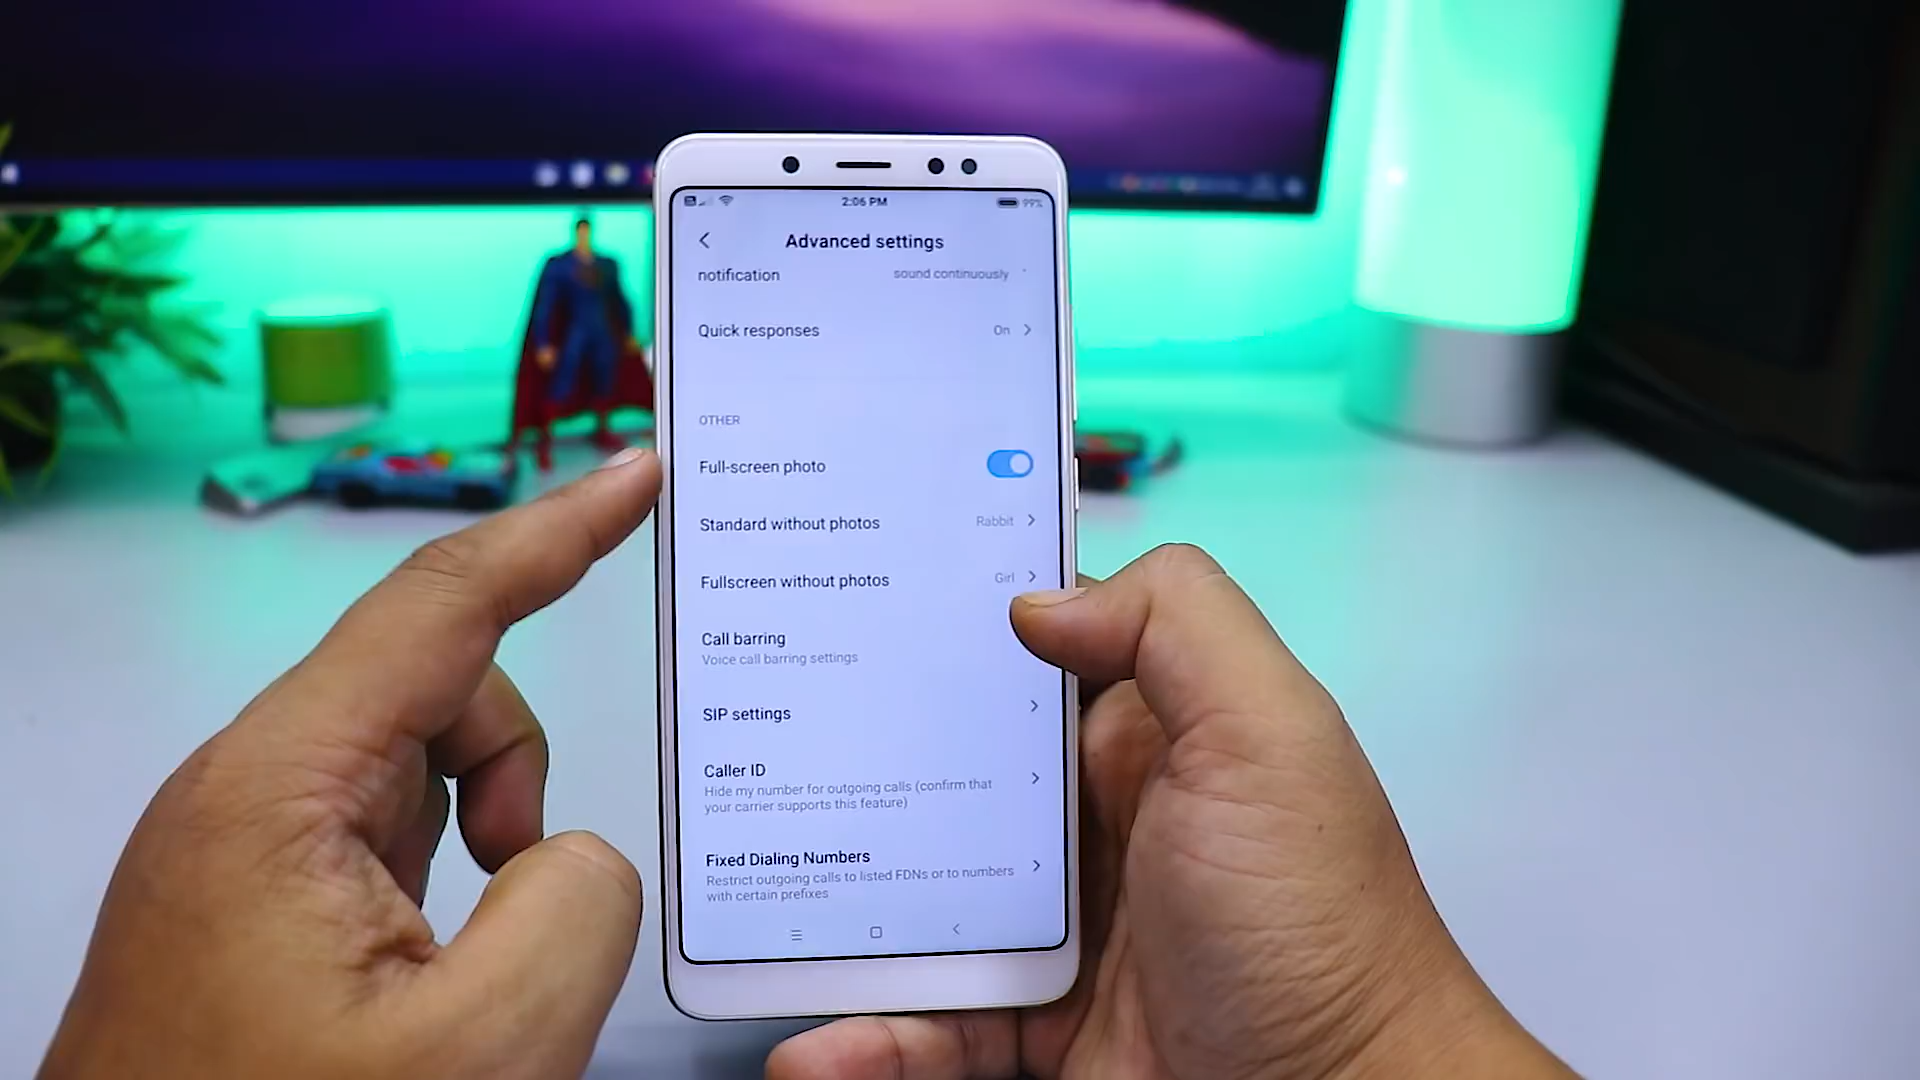 2:06 PM 99%
Advanced settings
notification sound continuously
Quick responses On
OTHER
Full-screen photo
Standard without photos Rabbit
Fullscreen without photos Girl
Call barring
Voice call barring settings
SIP settings
Caller ID
Hide my number for outgoing calls (confirm that
your carrier supports this feature)
Fixed Dialing Numbers
Restrict outgoing calls to listed FDNs or to numbers
with certain prefixes